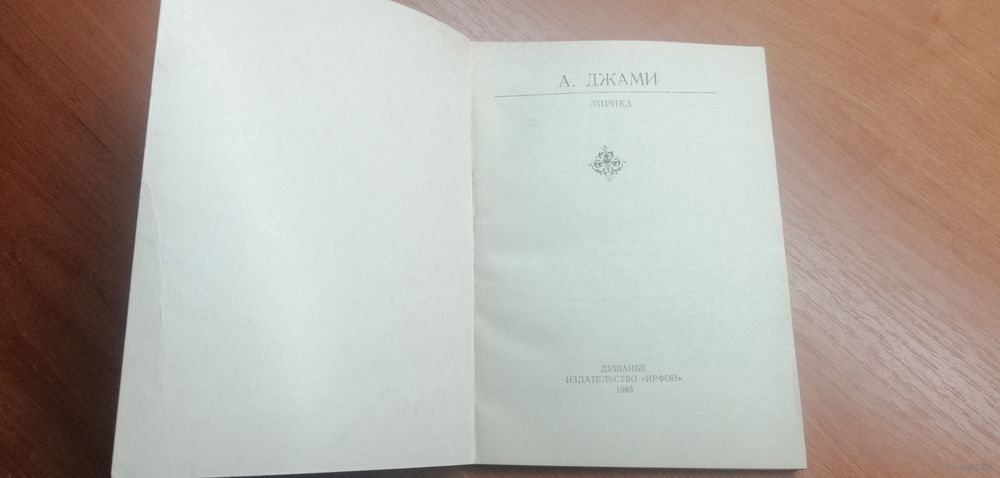 А. ДЖАМИ
ЛИРИКА
ДУШАНБЕ
ИЗДАТЕЛЬСТВО «ИРФОН»
1985